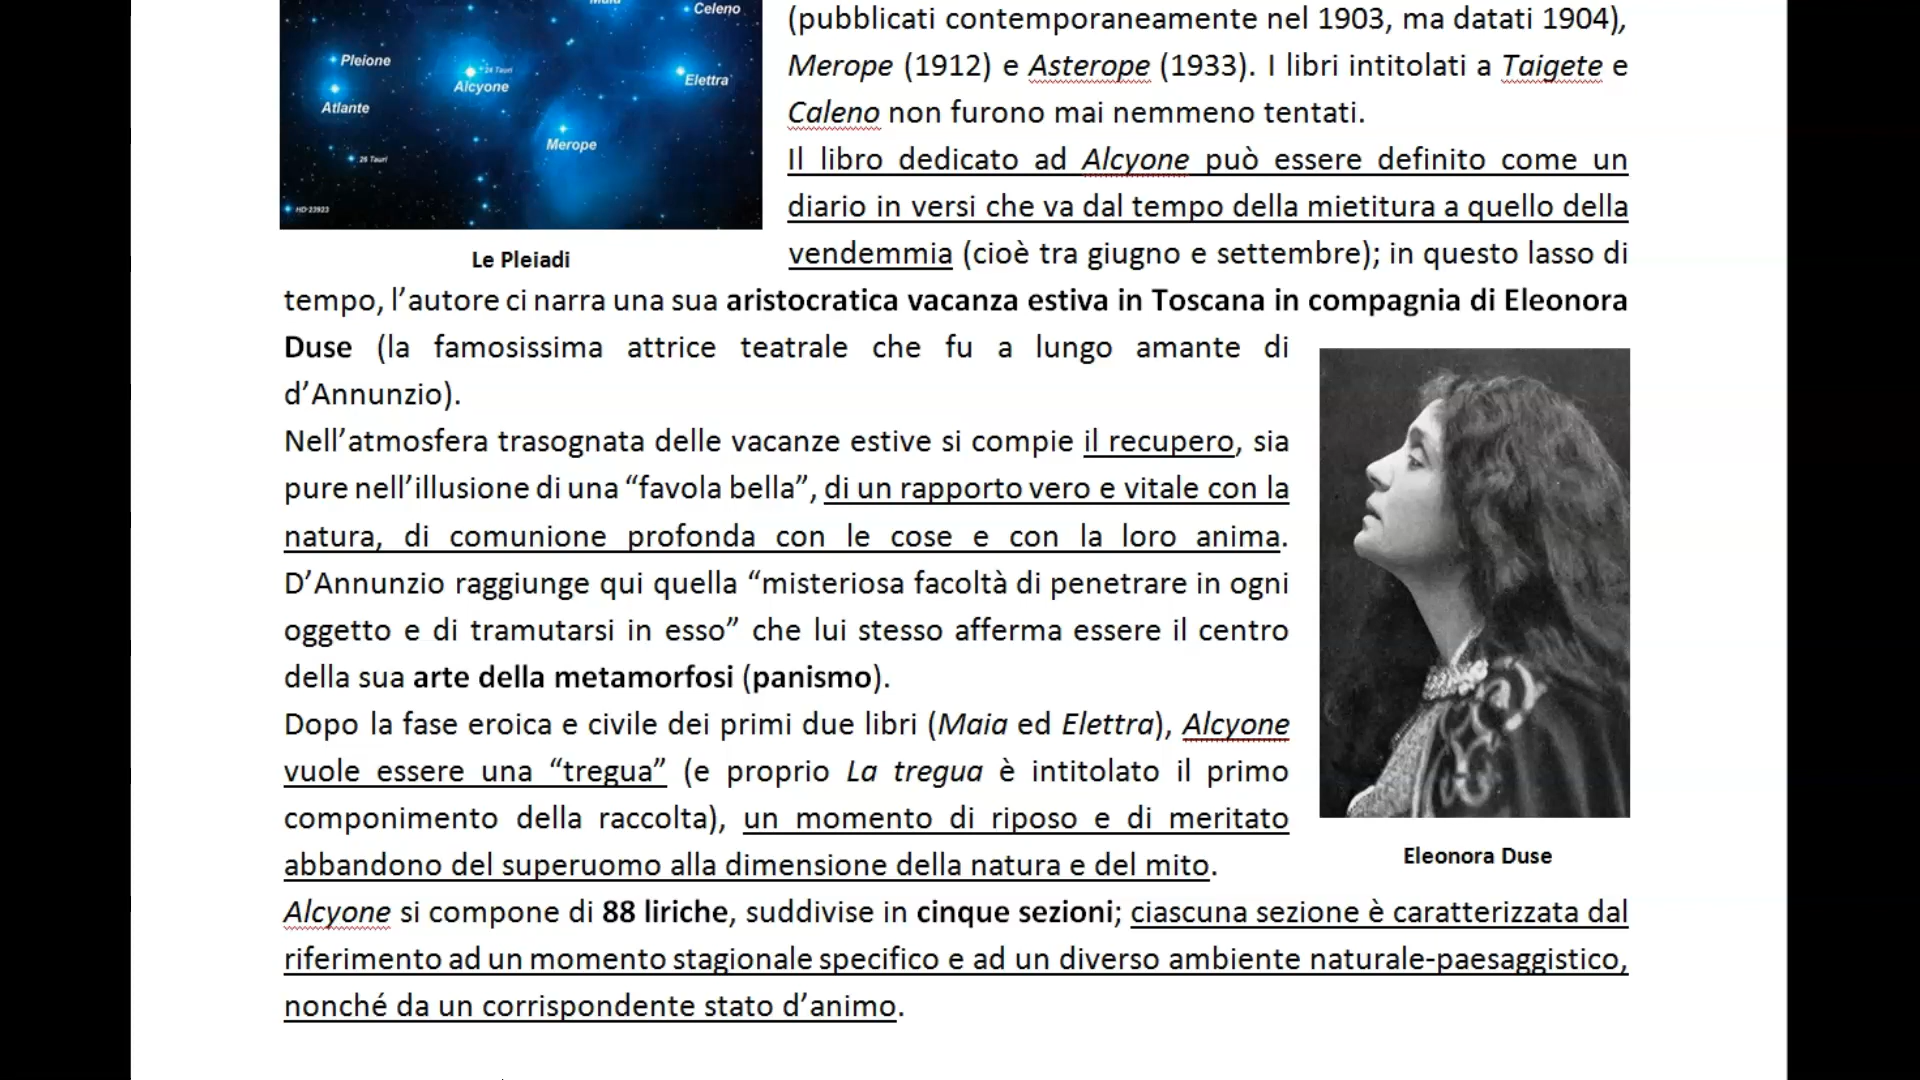 Celeno
Pleione
26 Tauri
Alcyone
Elettra
Atlante
Merope
26 Tauri
HD 23923
Le Pleiadi
(pubblicati contemporaneamente nel 1903, ma datati 1904),
Merope (1912) e Asterope (1933). I libri intitolati a Taigete e
Caleno non furono mai nemmeno tentati.
Il libro dedicato ad Alcyone può essere definito come un
diario in versi che va dal tempo della mietitura a quello della
vendemmia (cioè tra giugno e settembre); in questo lasso di
tempo, l’autore ci narra una sua aristocratica vacanza estiva in Toscana in compagnia di Eleonora
Duse (la famosissima attrice teatrale che fu a lungo amante di
d’Annunzio).
Nell’atmosfera trasognata delle vacanze estive si compie il recupero, sia
pure nell’illusione di una “favola bella”, di un rapporto vero e vitale con la
natura, di comunione profonda con le cose e con la loro anima.
D’Annunzio raggiunge qui quella “misteriosa facoltà di penetrare in ogni
oggetto e di tramutarsi in esso” che lui stesso afferma essere il centro
della sua arte della metamorfosi (panismo).
Dopo la fase eroica e civile dei primi due libri (Maia ed Elettra), Alcyone
vuole essere una “tregua” (e proprio La tregua è intitolato il primo
componimento della raccolta), un momento di riposo e di meritato
abbandono del superuomo alla dimensione della natura e del mito.
Eleonora Duse
Alcyone si compone di 88 liriche, suddivise in cinque sezioni; ciascuna sezione è caratterizzata dal
riferimento ad un momento stagionale specifico e ad un diverso ambiente naturale-paesaggistico,
nonché da un corrispondente stato d’animo.